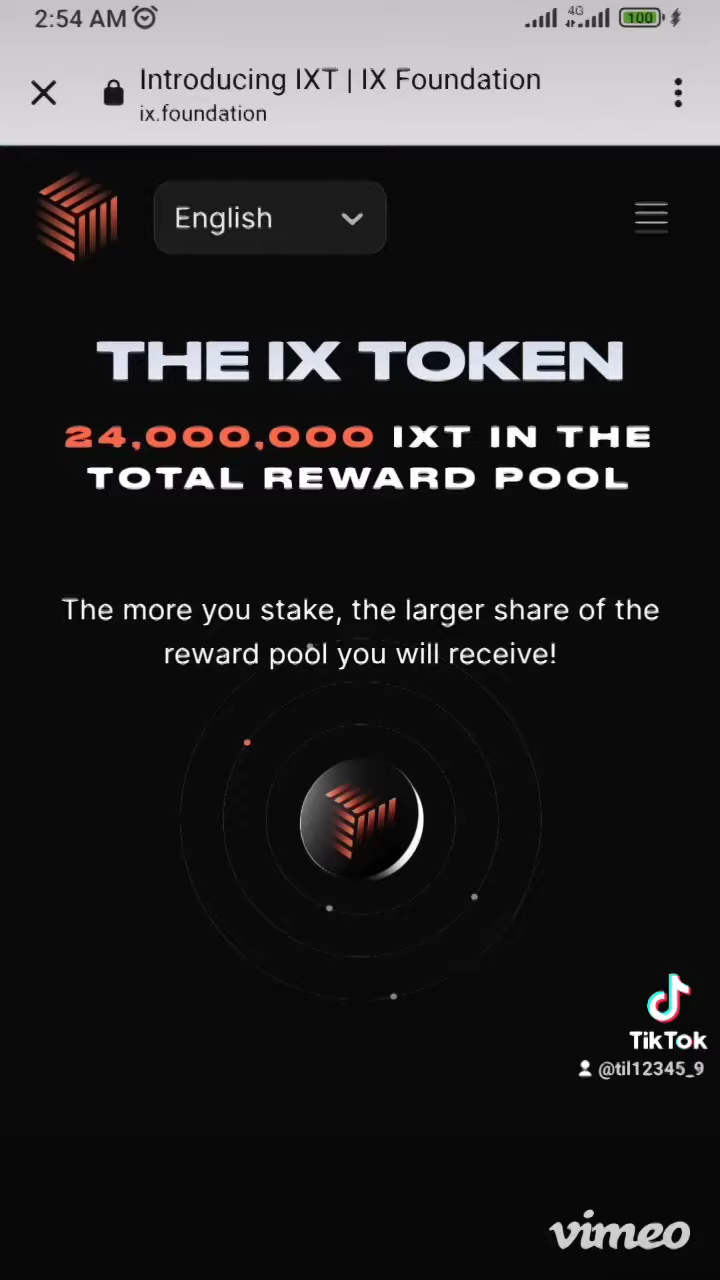 2:54 AM
4G
100
Introducing IXT | IX Foundation
ix.foundation
English
THE IX TOKEN
24,000,000 IXT IN THE
TOTAL REWARD POOL
The more you stake, the larger share of the
reward pool you will receive!
TikTok
@til12345_9
vimeo